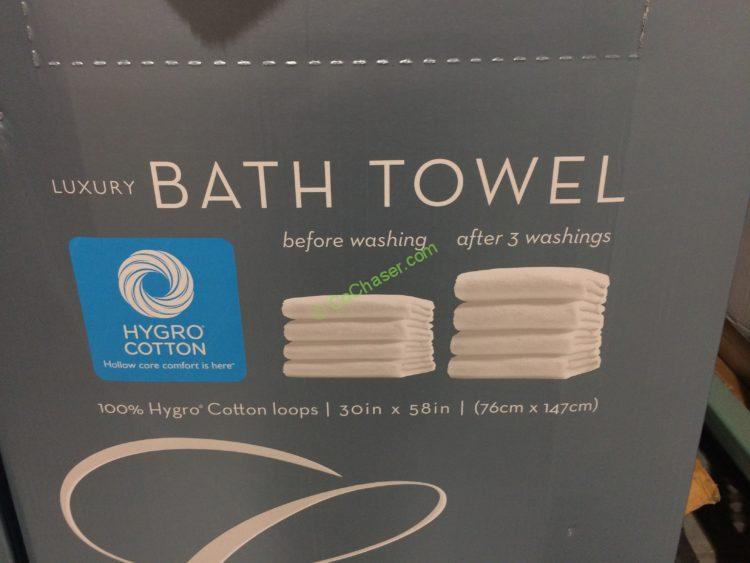 LUXURY BATH TOWEL
before washing after 3 washings
© CoChaser.com
HYGRO®
COTTON
Hollow core comfort is here™
100% Hygro® Cotton loops | 30in x 58in | (76cm x 147cm)